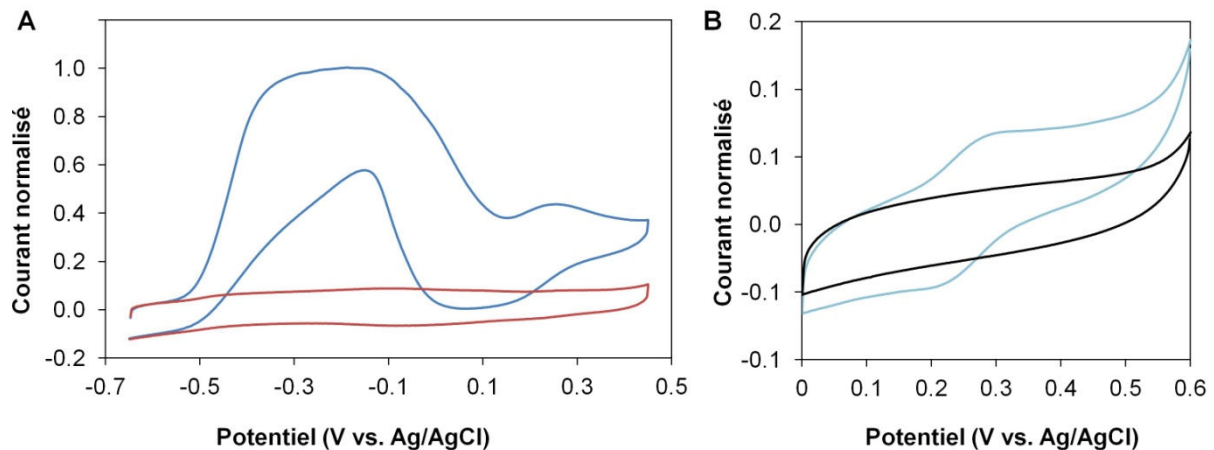 A
Courant normalisé
1.0
0.8
0.6
0.4
0.2
0.0
-0.2
-0.7 -0.5 -0.3 -0.1 0.1 0.3 0.5
Potentiel (V vs. Ag/AgCl)
B
Courant normalisé
0.2
0.1
0.1
0.0
-0.1
-0.1
0 0.1 0.2 0.3 0.4 0.5 0.6
Potentiel (V vs. Ag/AgCl)